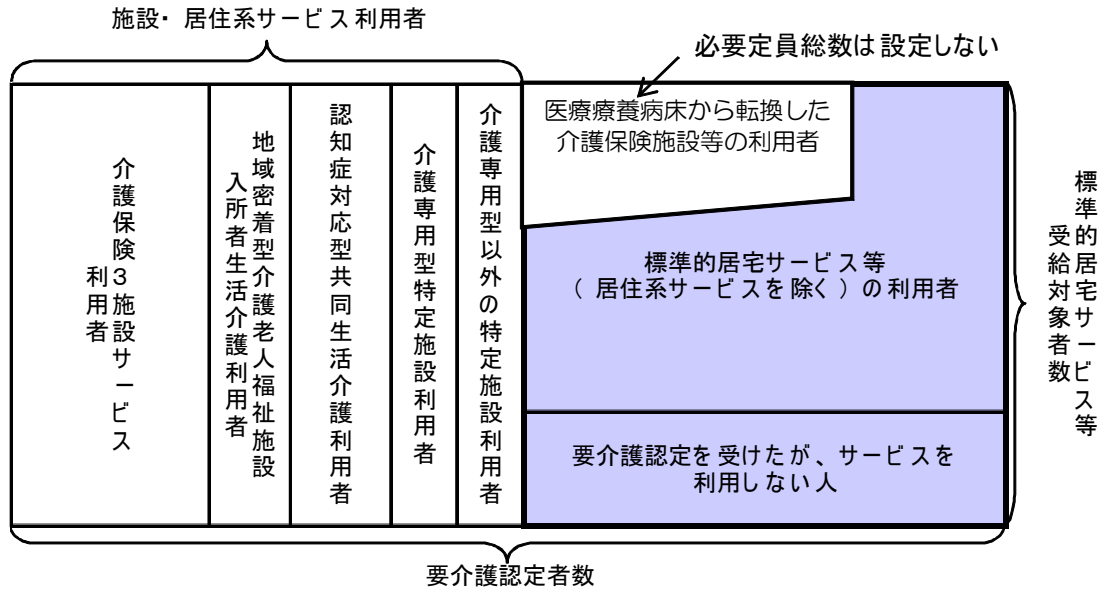 施設・居住系サービス利用者
必要定員総数は設定しない
介護保険3施設サービス
利用者
地域密着型介護老人福祉施設
入所者生活介護利用者
認知症対応型共同生活介護利用者
介護専用型特定施設利用者
介護専用型以外の特定施設利用者
医療療養病床から転換した
介護保険施設等の利用者
標準的居宅サービス等
(居住系サービスを除く)の利用者
要介護認定を受けたが、サービスを
利用しない人
標準的居宅サービス等
受給対象者数
要介護認定者数